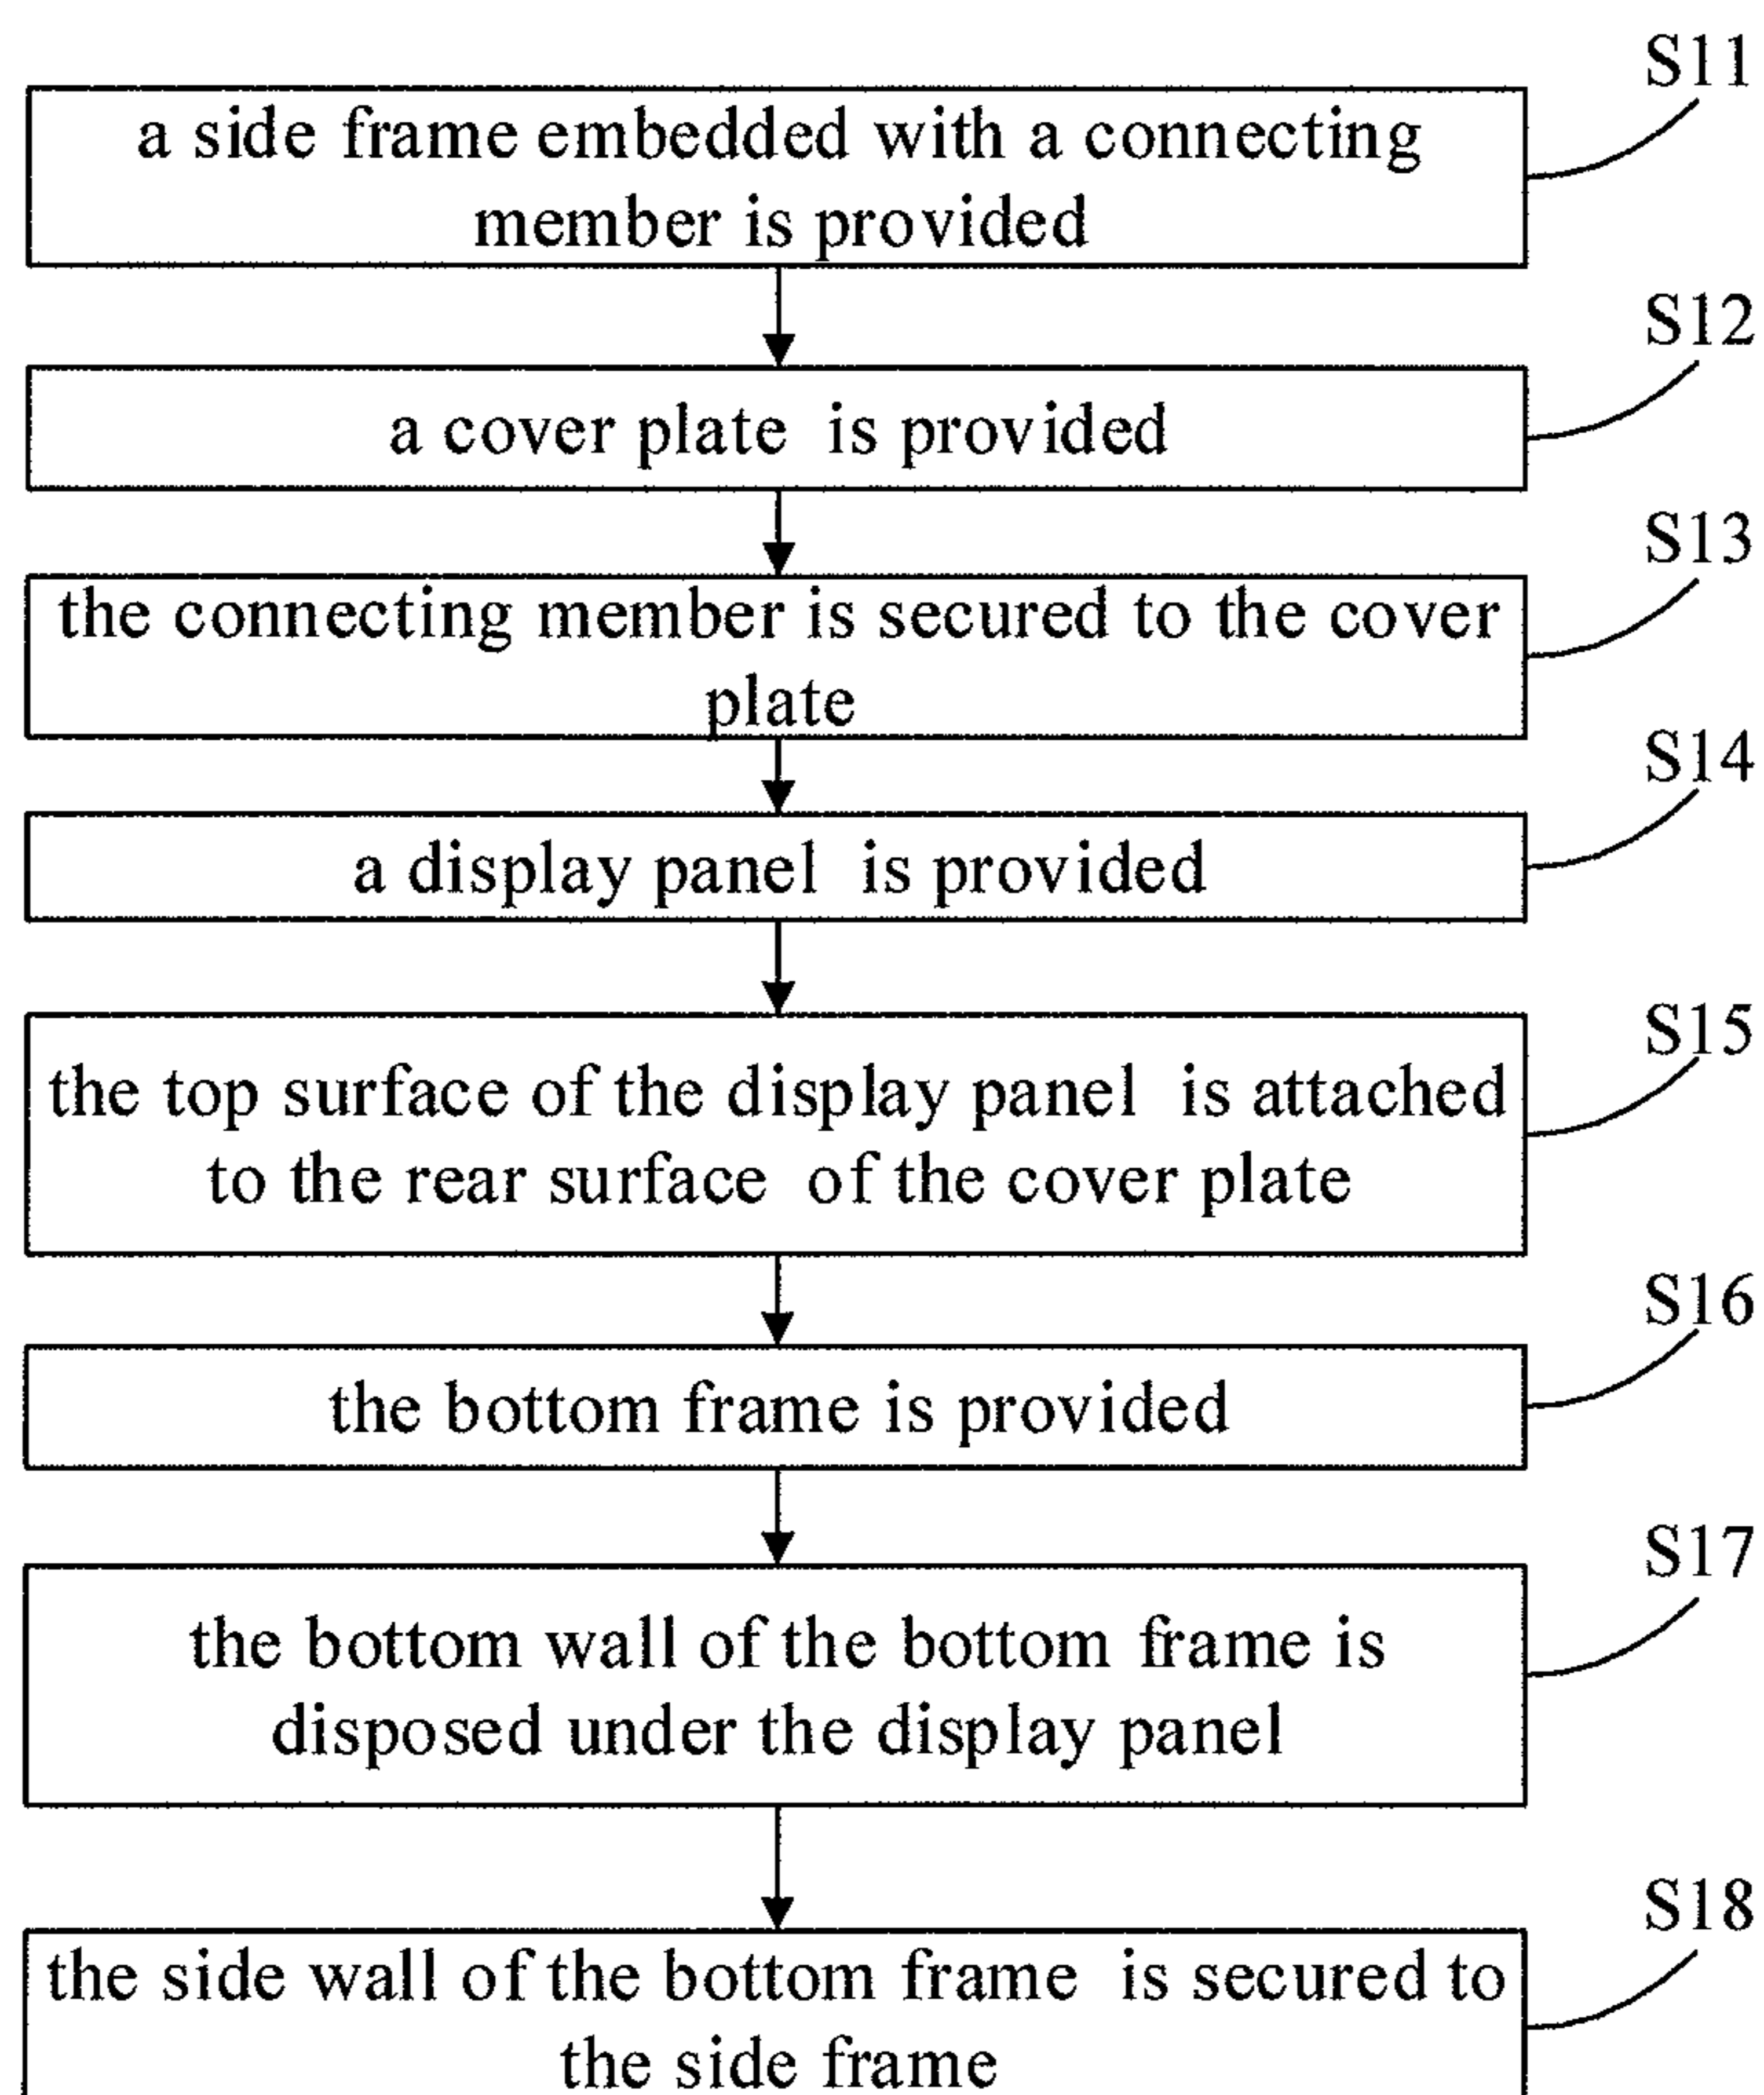 S11
a side frame embedded with a connecting
member is provided
S12
a cover plate is provided
S13
the connecting member is secured to the cover
plate
S14
a display panel is provided
S15
the top surface of the display panel is attached
to the rear surface of the cover plate
S16
the bottom frame is provided
S17
the bottom wall of the bottom frame is
disposed under the display panel
S18
the side wall of the bottom frame is secured to
the side frame